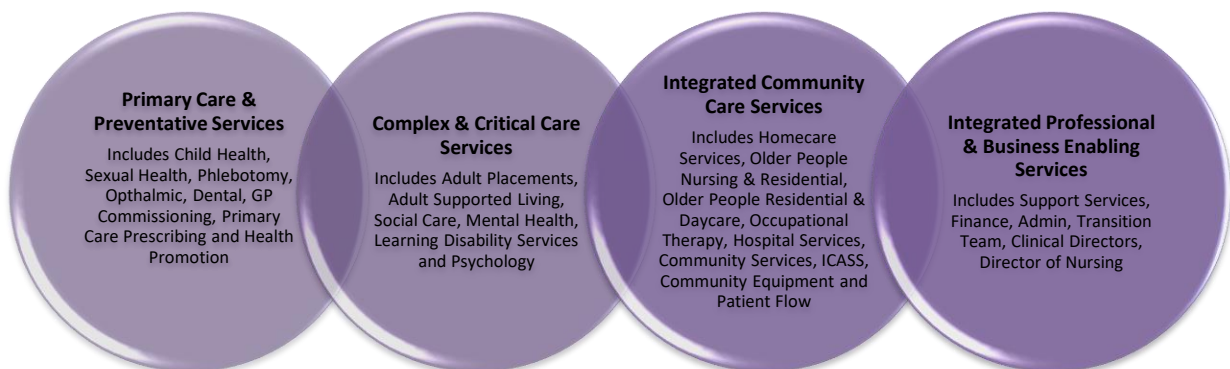 Primary Care &
Preventative Services
Includes Child Health,
Sexual Health, Phlebotomy,
Opthalmic, Dental, GP
Commissioning, Primary
Care Prescribing and Health
Promotion
Complex & Critical Care
Services
Includes Adult Placements,
Adult Supported Living,
Social Care, Mental Health,
Learning Disability Services
and Psychology
Integrated Community
Care Services
Includes Homecare
Services, Older People
Nursing & Residential,
Older People Residential &
Daycare, Occupational
Therapy, Hospital Services,
Community Services, ICASS,
Community Equipment and
Patient Flow
Integrated Professional
& Business Enabling
Services
Includes Support Services,
Finance, Admin, Transition
Team, Clinical Directors,
Director of Nursing